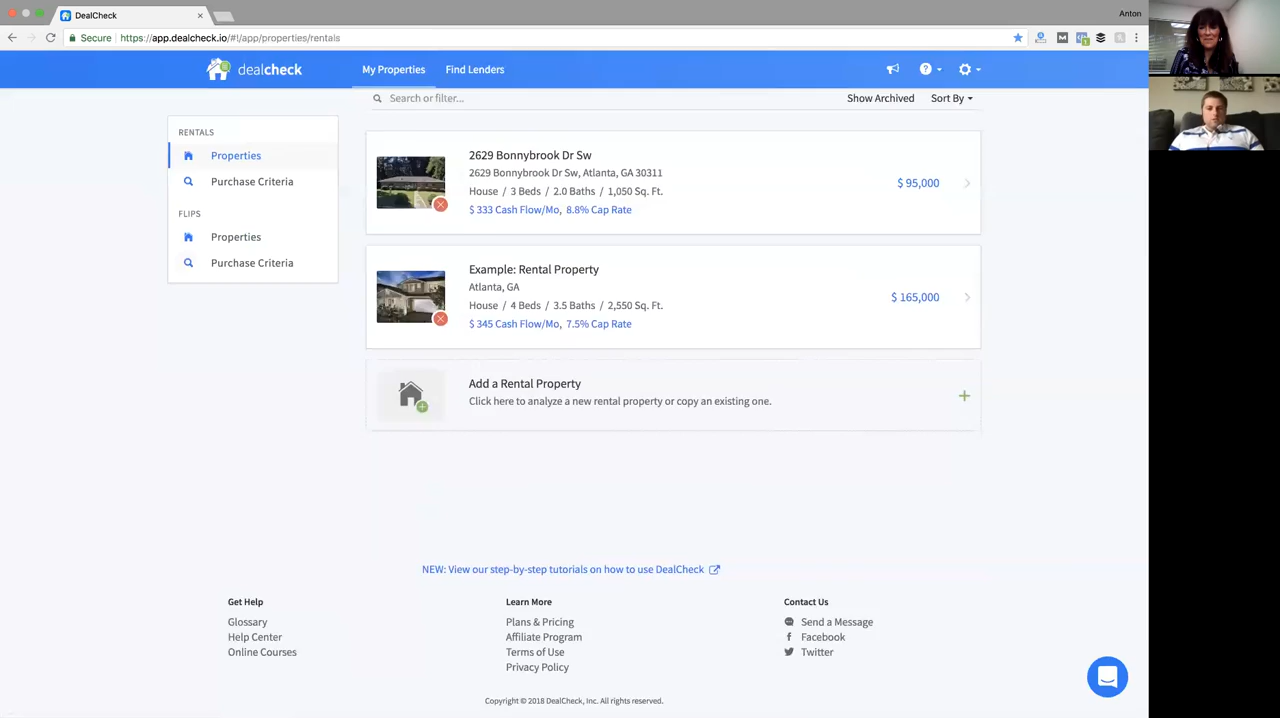 DealCheck
Anton
Secure
https://app.dealcheck.io/#!/app/properties/rentals
dealcheck
My Properties
Find Lenders
Search or filter...
Show Archived
Sort By
RENTALS
Properties
Purchase Criteria
FLIPS
Properties
Purchase Criteria
2629 Bonnybrook Dr Sw
2629 Bonnybrook Dr Sw, Atlanta, GA 30311
House / 3 Beds / 2.0 Baths / 1,050 Sq. Ft.
$ 333 Cash Flow/Mo, 8.8% Cap Rate
$ 95,000
Example: Rental Property
Atlanta, GA
House / 4 Beds / 3.5 Baths / 2,550 Sq. Ft.
$ 345 Cash Flow/Mo, 7.5% Cap Rate
$ 165,000
Add a Rental Property
Click here to analyze a new rental property or copy an existing one.
NEW: View our step-by-step tutorials on how to use DealCheck
Get Help
Glossary
Help Center
Online Courses
Learn More
Plans & Pricing
Affiliate Program
Terms of Use
Privacy Policy
Contact Us
Send a Message
Facebook
Twitter
Copyright © 2018 DealCheck, Inc. All rights reserved.